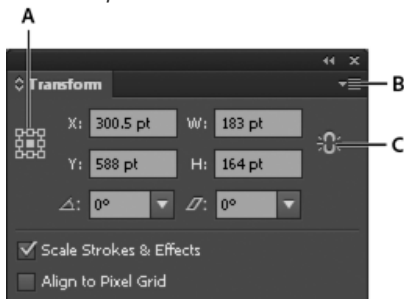 A
Transform
B
X: 300.5 pt W: 183 pt
C
Y: 588 pt H: 164 pt
0° 0°
Scale Strokes & Effects
Align to Pixel Grid